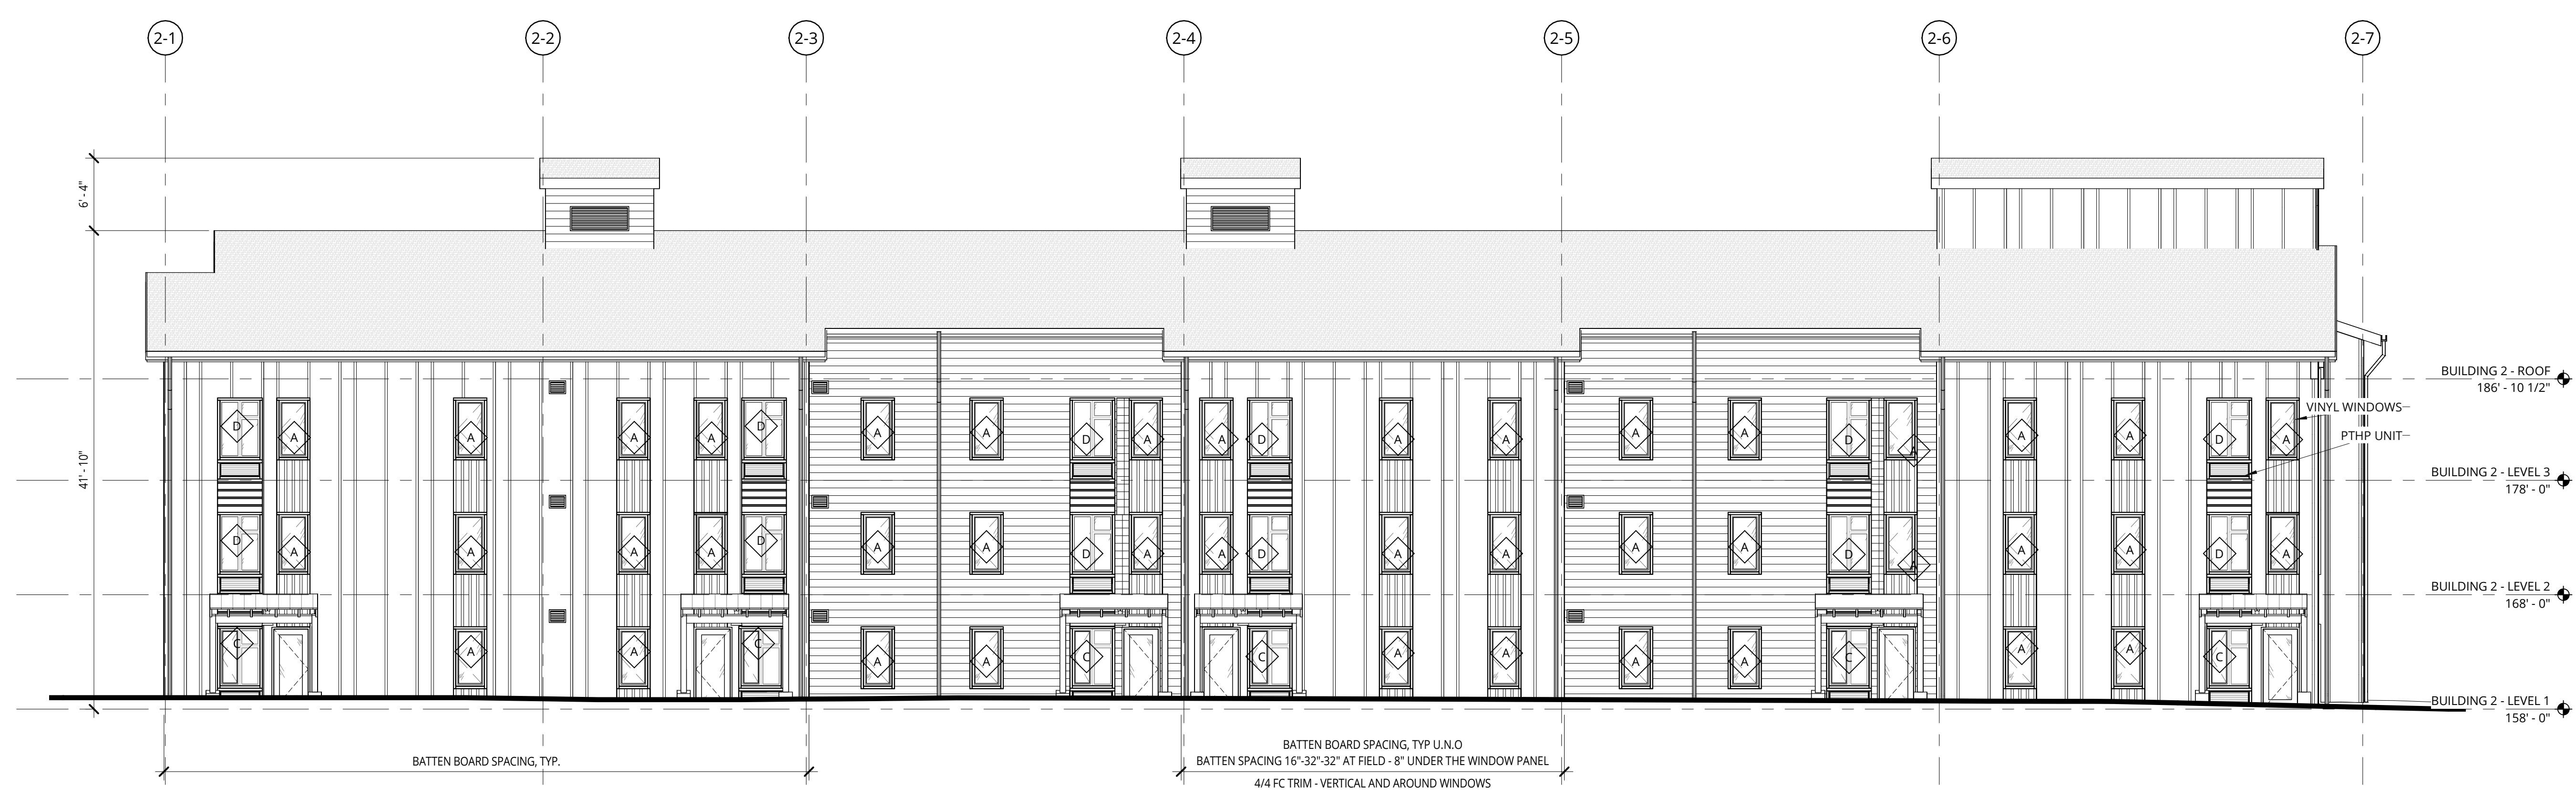 2-1 2-2 2-3 2-4 2-5 2-6 2-7
6' - 4"
41' - 10"
BUILDING 2 - ROOF
186' - 10 1/2"
VINYL WINDOWS
D A A A A D A A D A A D A A A A D A A A D A
PTHP UNIT
BUILDING 2 - LEVEL 3
178' - 0"
D A A A A D A A D A A D A A A A D A A A D A
BUILDING 2 - LEVEL 2
168' - 0"
C A A C A A C C A A A A C A A C
BUILDING 2 - LEVEL 1
158' - 0"
BATTEN BOARD SPACING, TYP.
BATTEN BOARD SPACING, TYP U.N.O
BATTEN SPACING 16"-32"-32" AT FIELD - 8" UNDER THE WINDOW PANEL
4/4 FC TRIM - VERTICAL AND AROUND WINDOWS